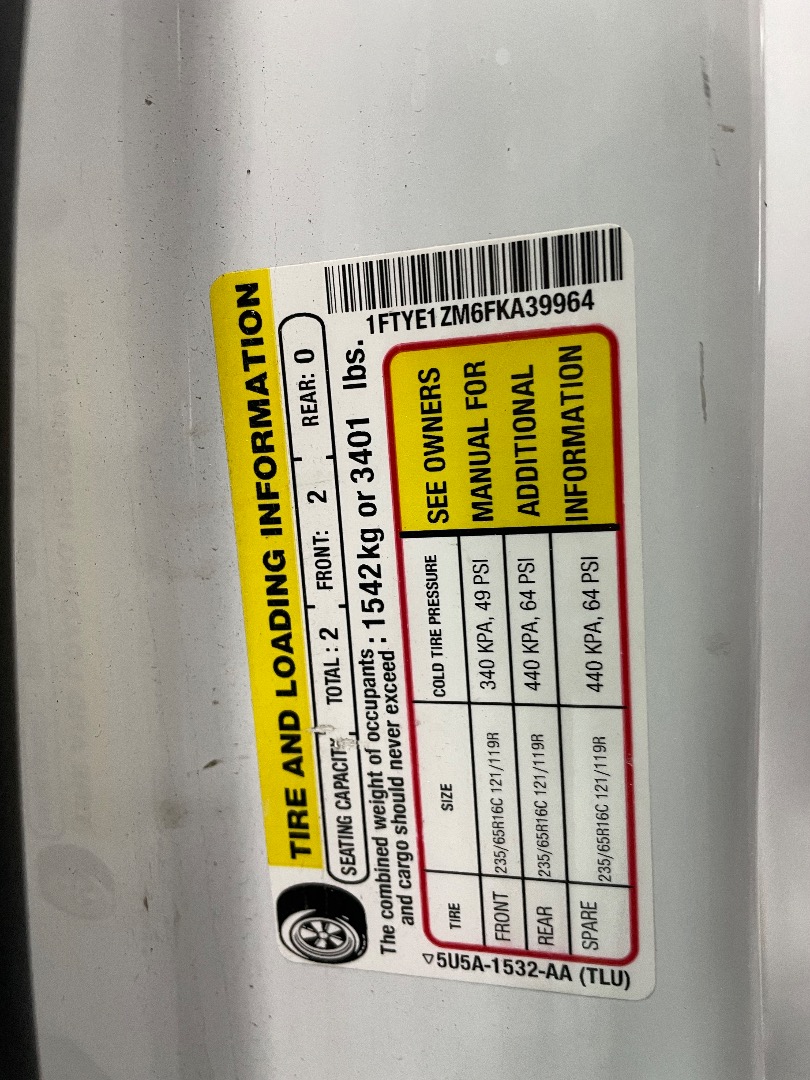 TIRE AND LOADING INFORMATION
SEATING CAPACITY TOTAL : 2 FRONT: 2 REAR: 0
The combined weight of occupants
and cargo should never exceed : 1542 kg or 3401 lbs.
1FTYE1ZM6FKA39964
TIRE SIZE COLD TIRE PRESSURE
FRONT 235/65R16C 121/119R 340 KPA, 49 PSI
REAR 235/65R16C 121/119R 440 KPA, 64 PSI
SPARE 235/65R16C 121/119R 440 KPA, 64 PSI
SEE OWNERS
MANUAL FOR
ADDITIONAL
INFORMATION
▽5U5A-1532-AA (TLU)